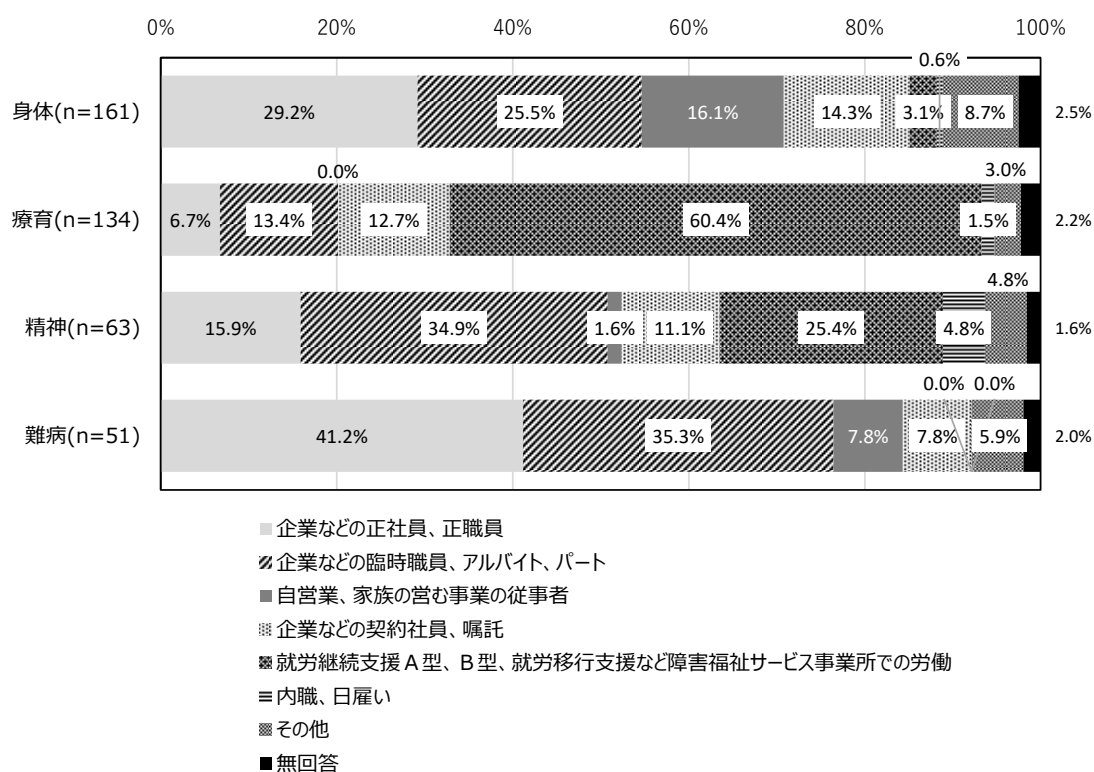 0% 20% 40% 60% 80% 100%
0.6%
身体(n=161) 29.2% 25.5% 16.1% 14.3% 3.1% 8.7% 2.5%
0.0% 3.0%
療育(n=134) 6.7% 13.4% 12.7% 60.4% 1.5% 2.2%
4.8%
精神(n=63) 15.9% 34.9% 1.6% 11.1% 25.4% 4.8% 1.6%
0.0% 0.0%
難病(n=51) 41.2% 35.3% 7.8% 7.8% 5.9% 2.0%
企業などの正社員、正職員
企業などの臨時職員、アルバイト、パート
自営業、家族の営む事業の従事者
企業などの契約社員、嘱託
就労継続支援A型、B型、就労移行支援など障害福祉サービス事業所での労働
内職、日雇い
その他
無回答